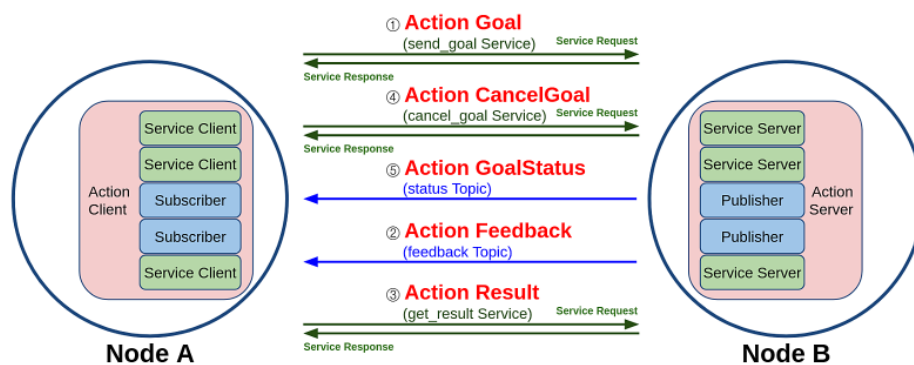 ① Action Goal
(send_goal Service)
Service Request
Service Response
④ Action CancelGoal
(cancel_goal Service)
Service Request
Service Response
⑤ Action GoalStatus
(status Topic)
② Action Feedback
(feedback Topic)
③ Action Result
(get_result Service)
Service Request
Service Response
Action
Client
Service Client
Service Client
Subscriber
Subscriber
Service Client
Node A
Service Server
Service Server
Publisher
Publisher
Service Server
Action
Server
Node B